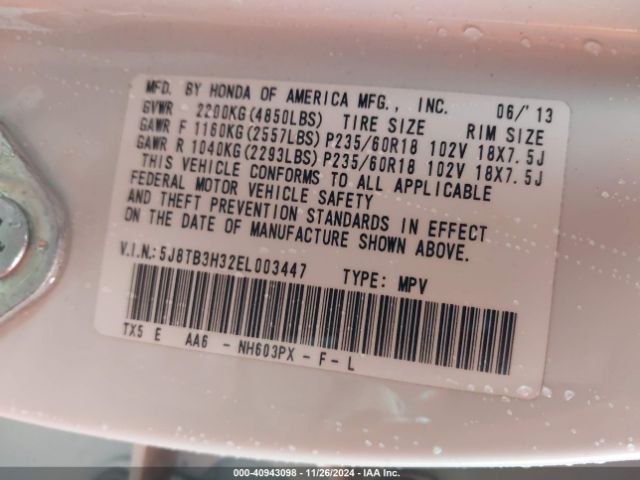 MFD. BY HONDA OF AMERICA MFG., INC. 06/'13
GVWR 2200KG(4850LBS) TIRE SIZE RIM SIZE
GAWR F 1160KG(2557LBS) P235/60R18 102V 18X7.5J
GAWR R 1040KG(2293LBS) P235/60R18 102V 18X7.5J
THIS VEHICLE CONFORMS TO ALL APPLICABLE
FEDERAL MOTOR VEHICLE SAFETY
AND THEFT PREVENTION STANDARDS IN EFFECT
ON THE DATE OF MANUFACTURE SHOWN ABOVE.
V.I.N.:5J8TB3H32EL003447 TYPE: MPV
TX5 E AA6 - NH603PX - F - L
000-40943098 - 11/26/2024 - IAA Inc.